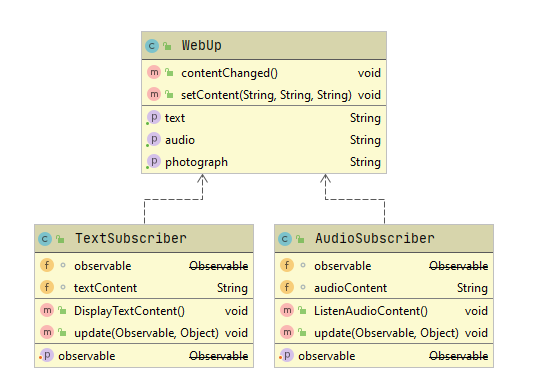 C WebUp
m contentChanged() void
m setContent(String, String, String) void
p text String
p audio String
p photograph String
C TextSubscriber
f observable Observable
f textContent String
m DisplayTextContent() void
m update(Observable, Object) void
p observable Observable
C AudioSubscriber
f observable Observable
f audioContent String
m ListenAudioContent() void
m update(Observable, Object) void
p observable Observable